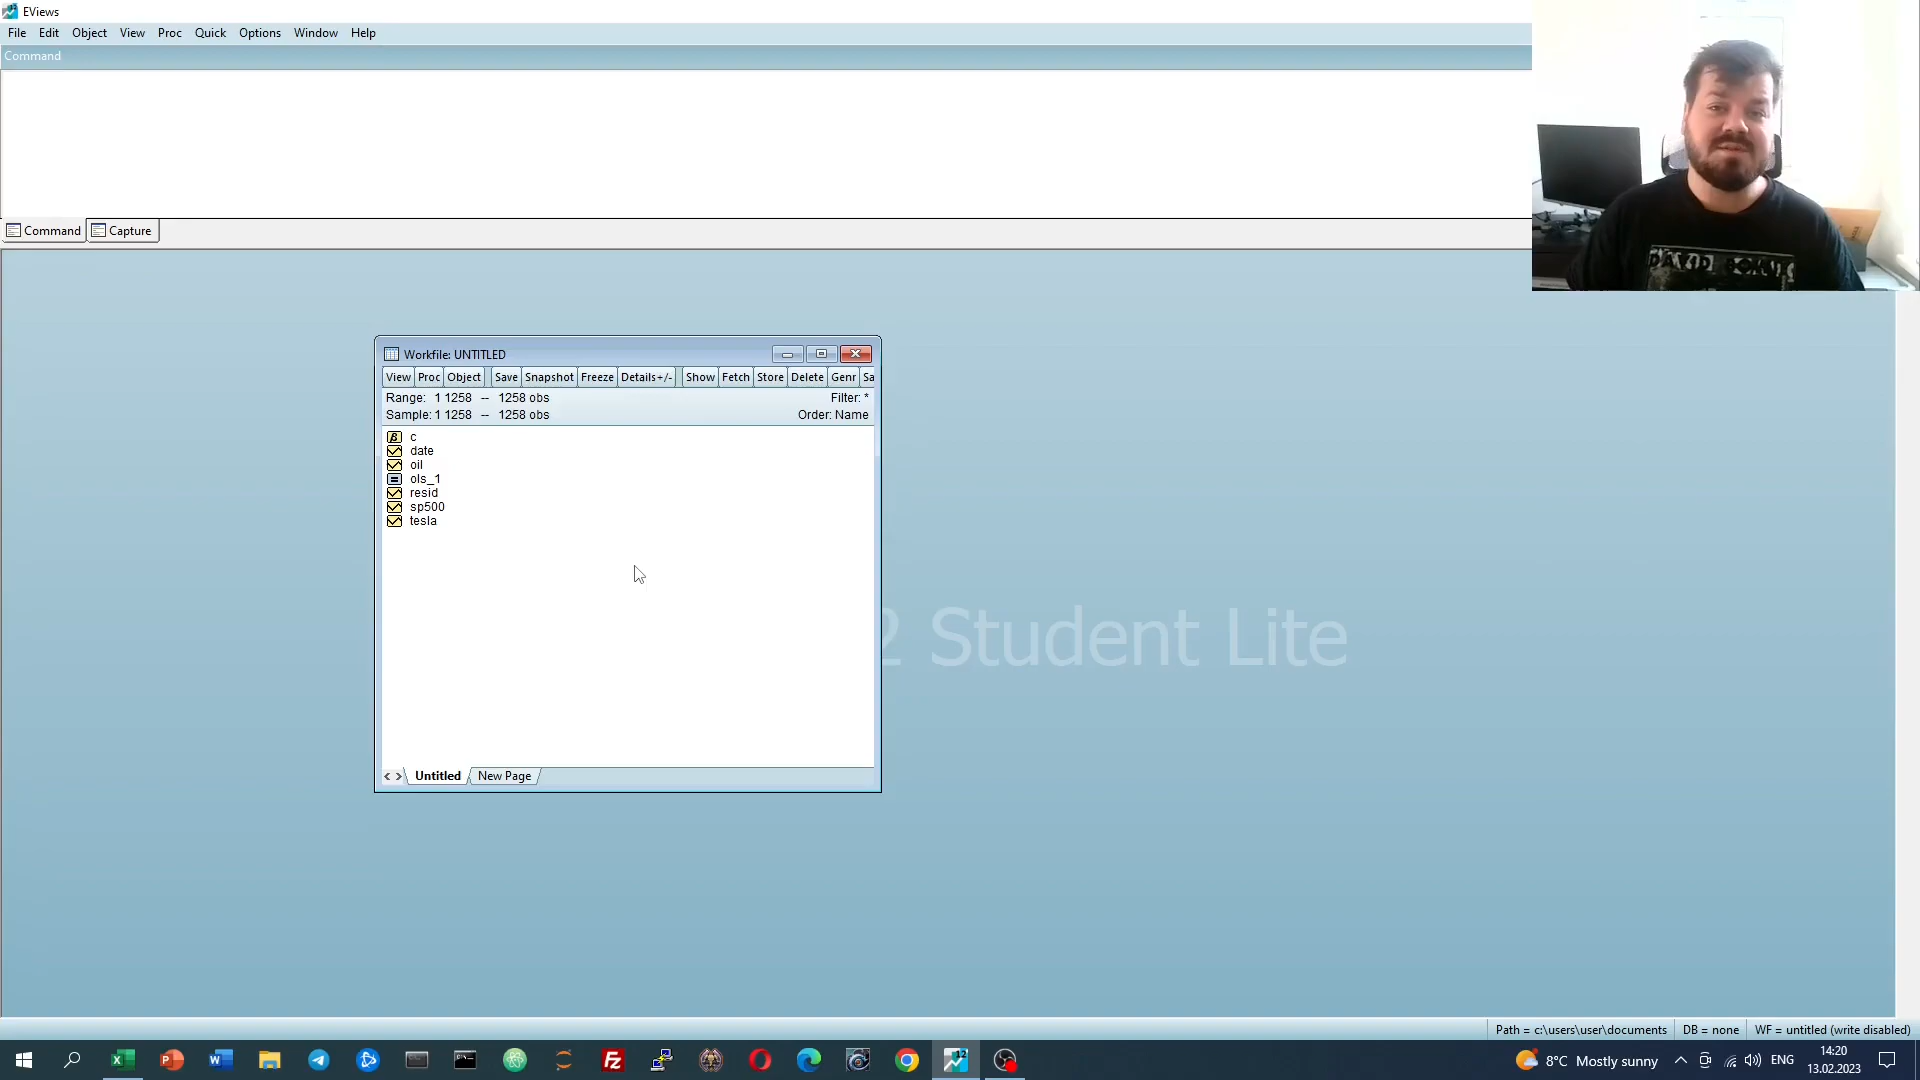 EViews
File Edit Object View Proc Quick Options Window Help
Command
Command Capture
Workfile: UNTITLED
View Proc Object Save Snapshot Freeze Details+/- Show Fetch Store Delete Genr Sa
Range: 1 1258 -- 1258 obs Filter: *
Sample: 1 1258 -- 1258 obs Order: Name
β c
date
oil
ols_1
resid
sp500
tesla
2 Student Lite
< > Untitled New Page
Path = c:\users\user\documents DB = none WF = untitled (write disabled)
8°C Mostly sunny ENG 14:20
13.02.2023